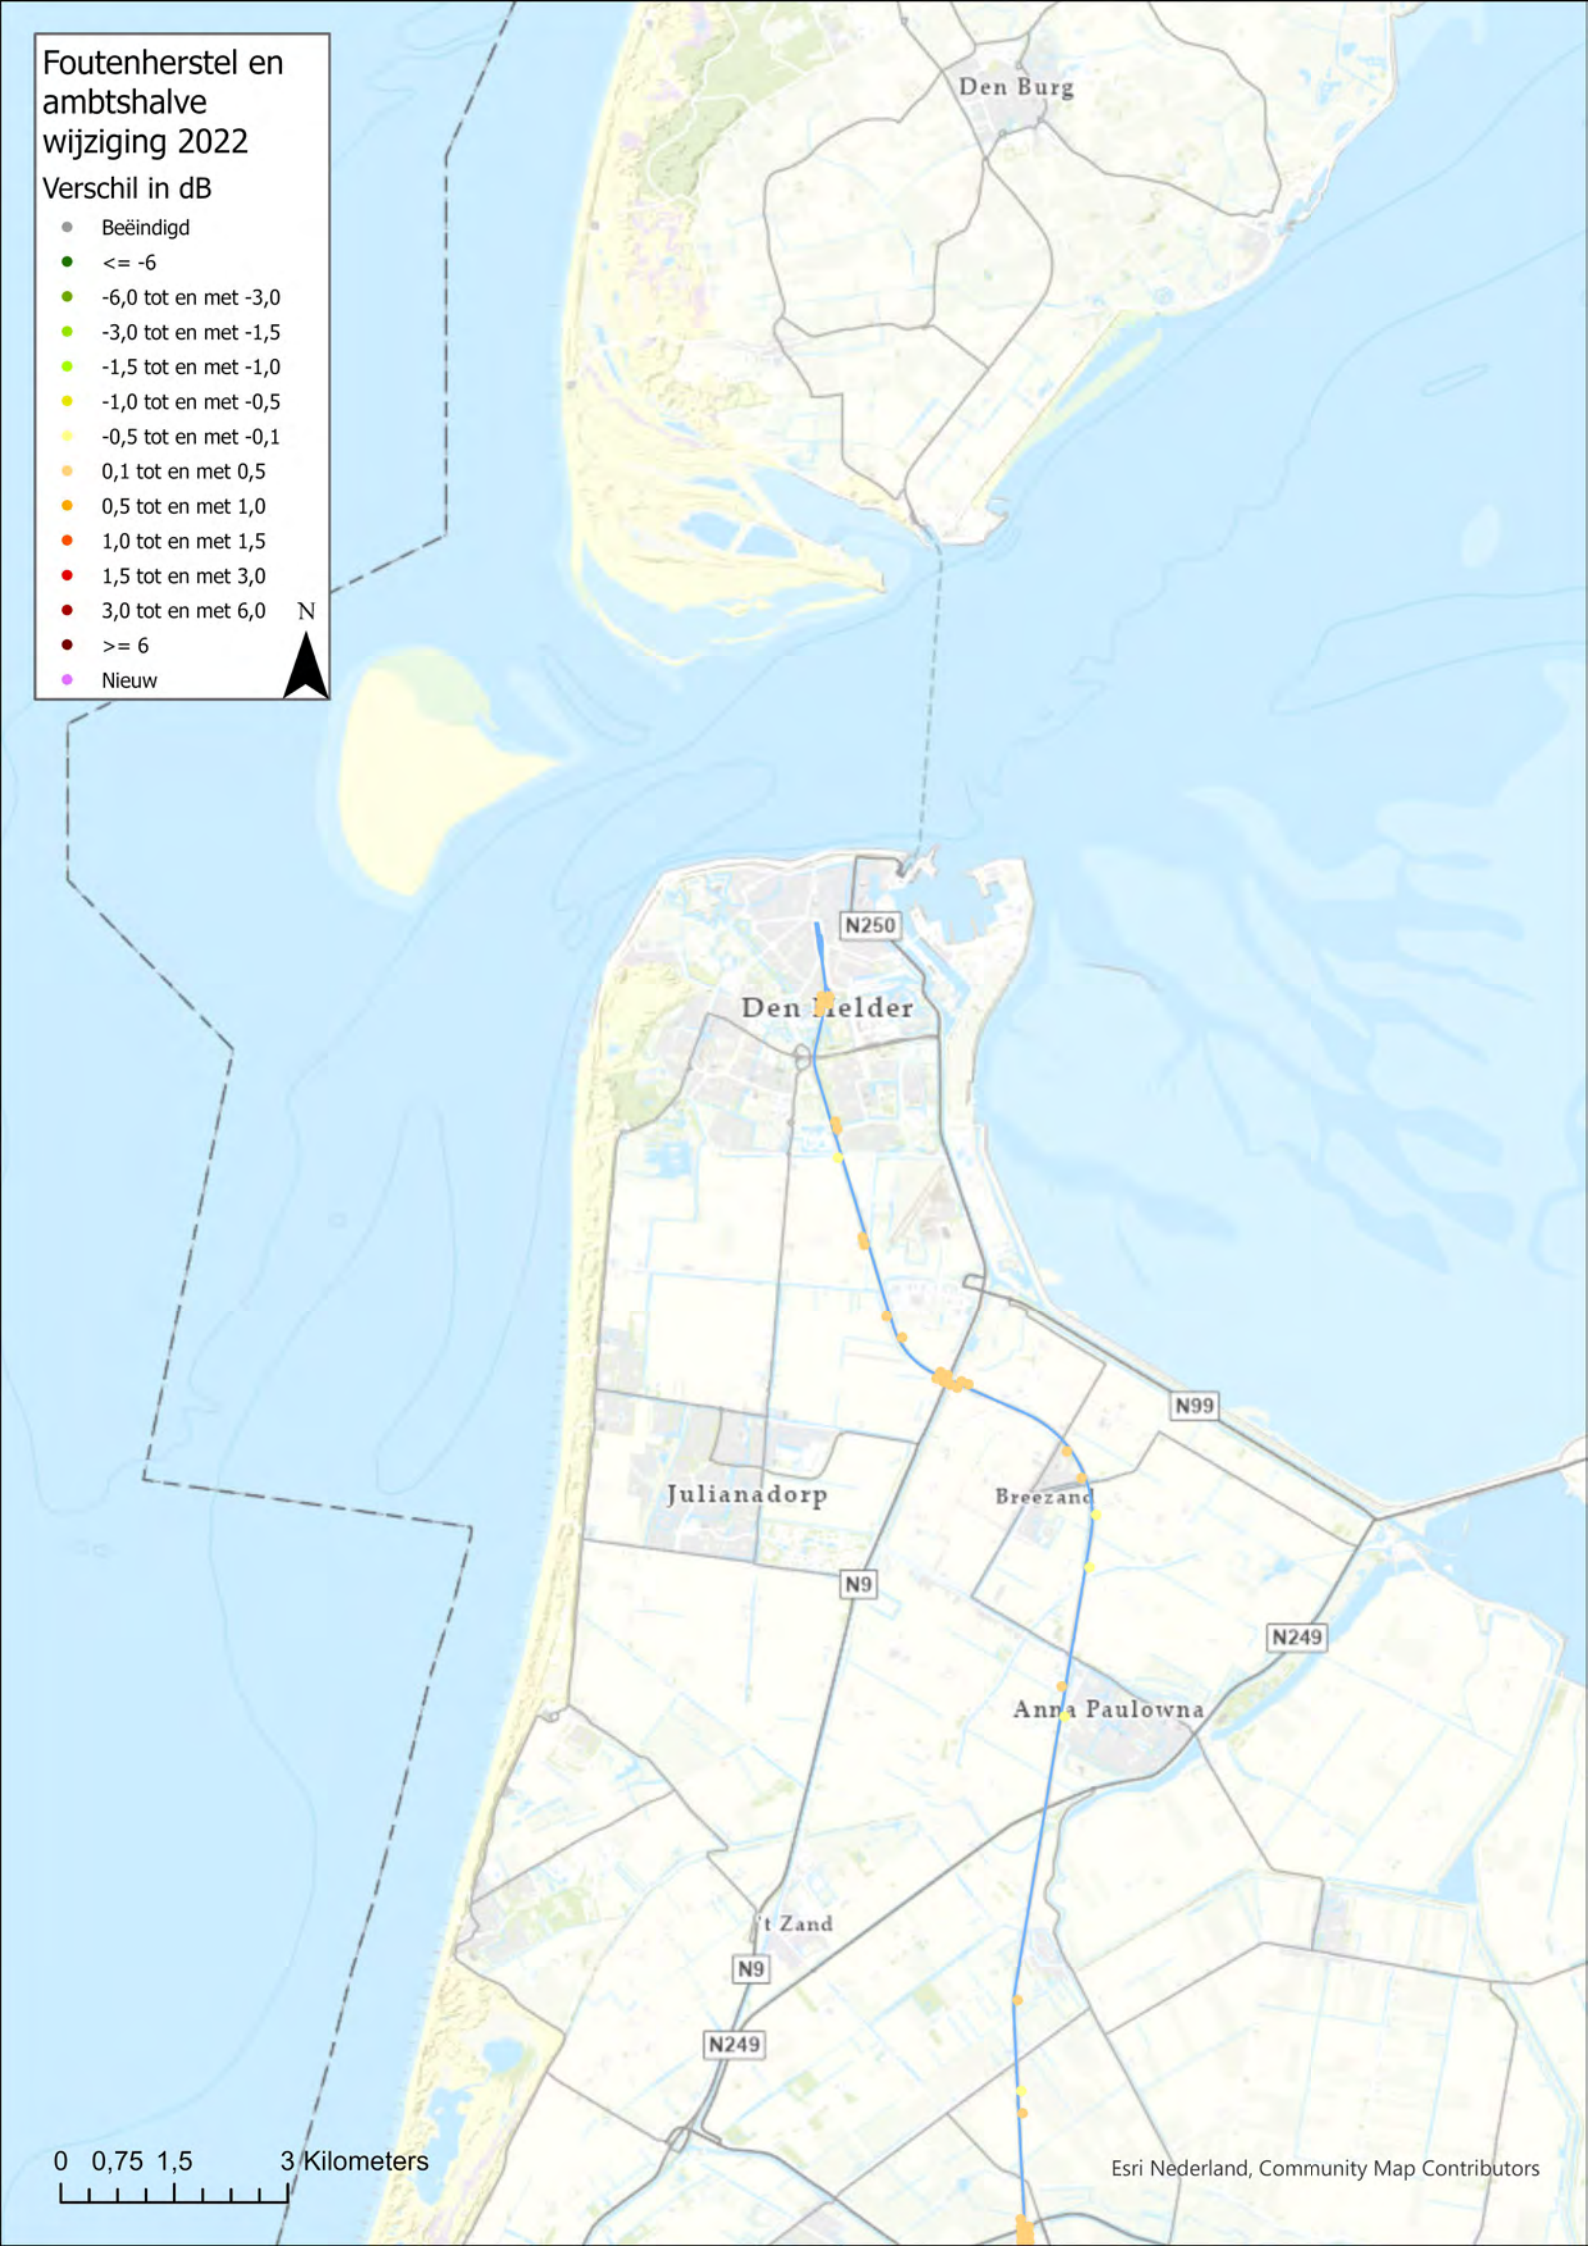 Foutenherstel en
ambtshalve
wijziging 2022
Verschil in dB
Beëindigd
<= -6
-6,0 tot en met -3,0
-3,0 tot en met -1,5
-1,5 tot en met -1,0
-1,0 tot en met -0,5
-0,5 tot en met -0,1
0,1 tot en met 0,5
0,5 tot en met 1,0
1,0 tot en met 1,5
1,5 tot en met 3,0
3,0 tot en met 6,0
N
>= 6
Nieuw
Den Burg
N250
Den Helder
N99
Julianadorp
Breezand
N9
N249
Anna Paulowna
't Zand
N9
N249
0 0,75 1,5 3 Kilometers
Esri Nederland, Community Map Contributors